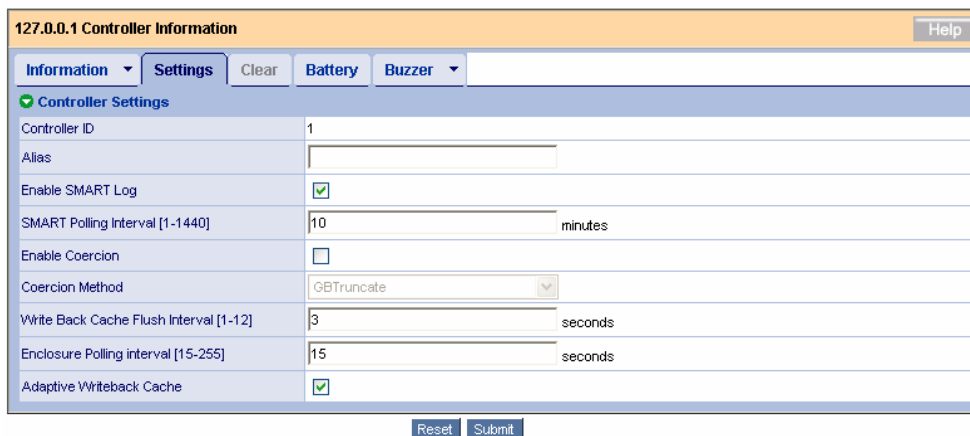 127.0.0.1 Controller Information
Help
Information Settings Clear Battery Buzzer
Controller Settings
Controller ID 1
Alias
Enable SMART Log
SMART Polling Interval [1-1440] 10 minutes
Enable Coercion
Coercion Method GBTruncate
Write Back Cache Flush Interval [1-12] 3 seconds
Enclosure Polling interval [15-255] 15 seconds
Adaptive Writeback Cache
Reset Submit